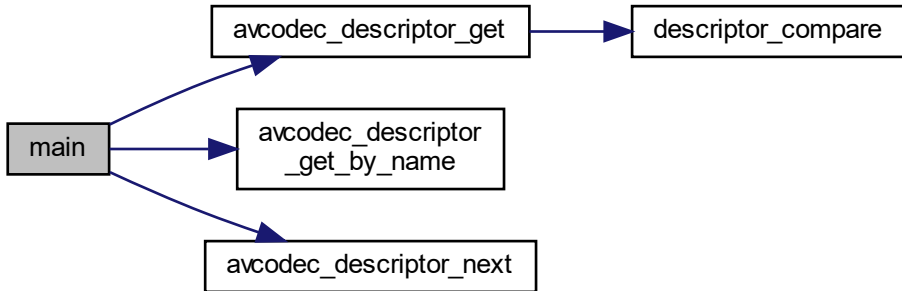 avcodec_descriptor_get
descriptor_compare
main
avcodec_descriptor
_get_by_name
avcodec_descriptor_next